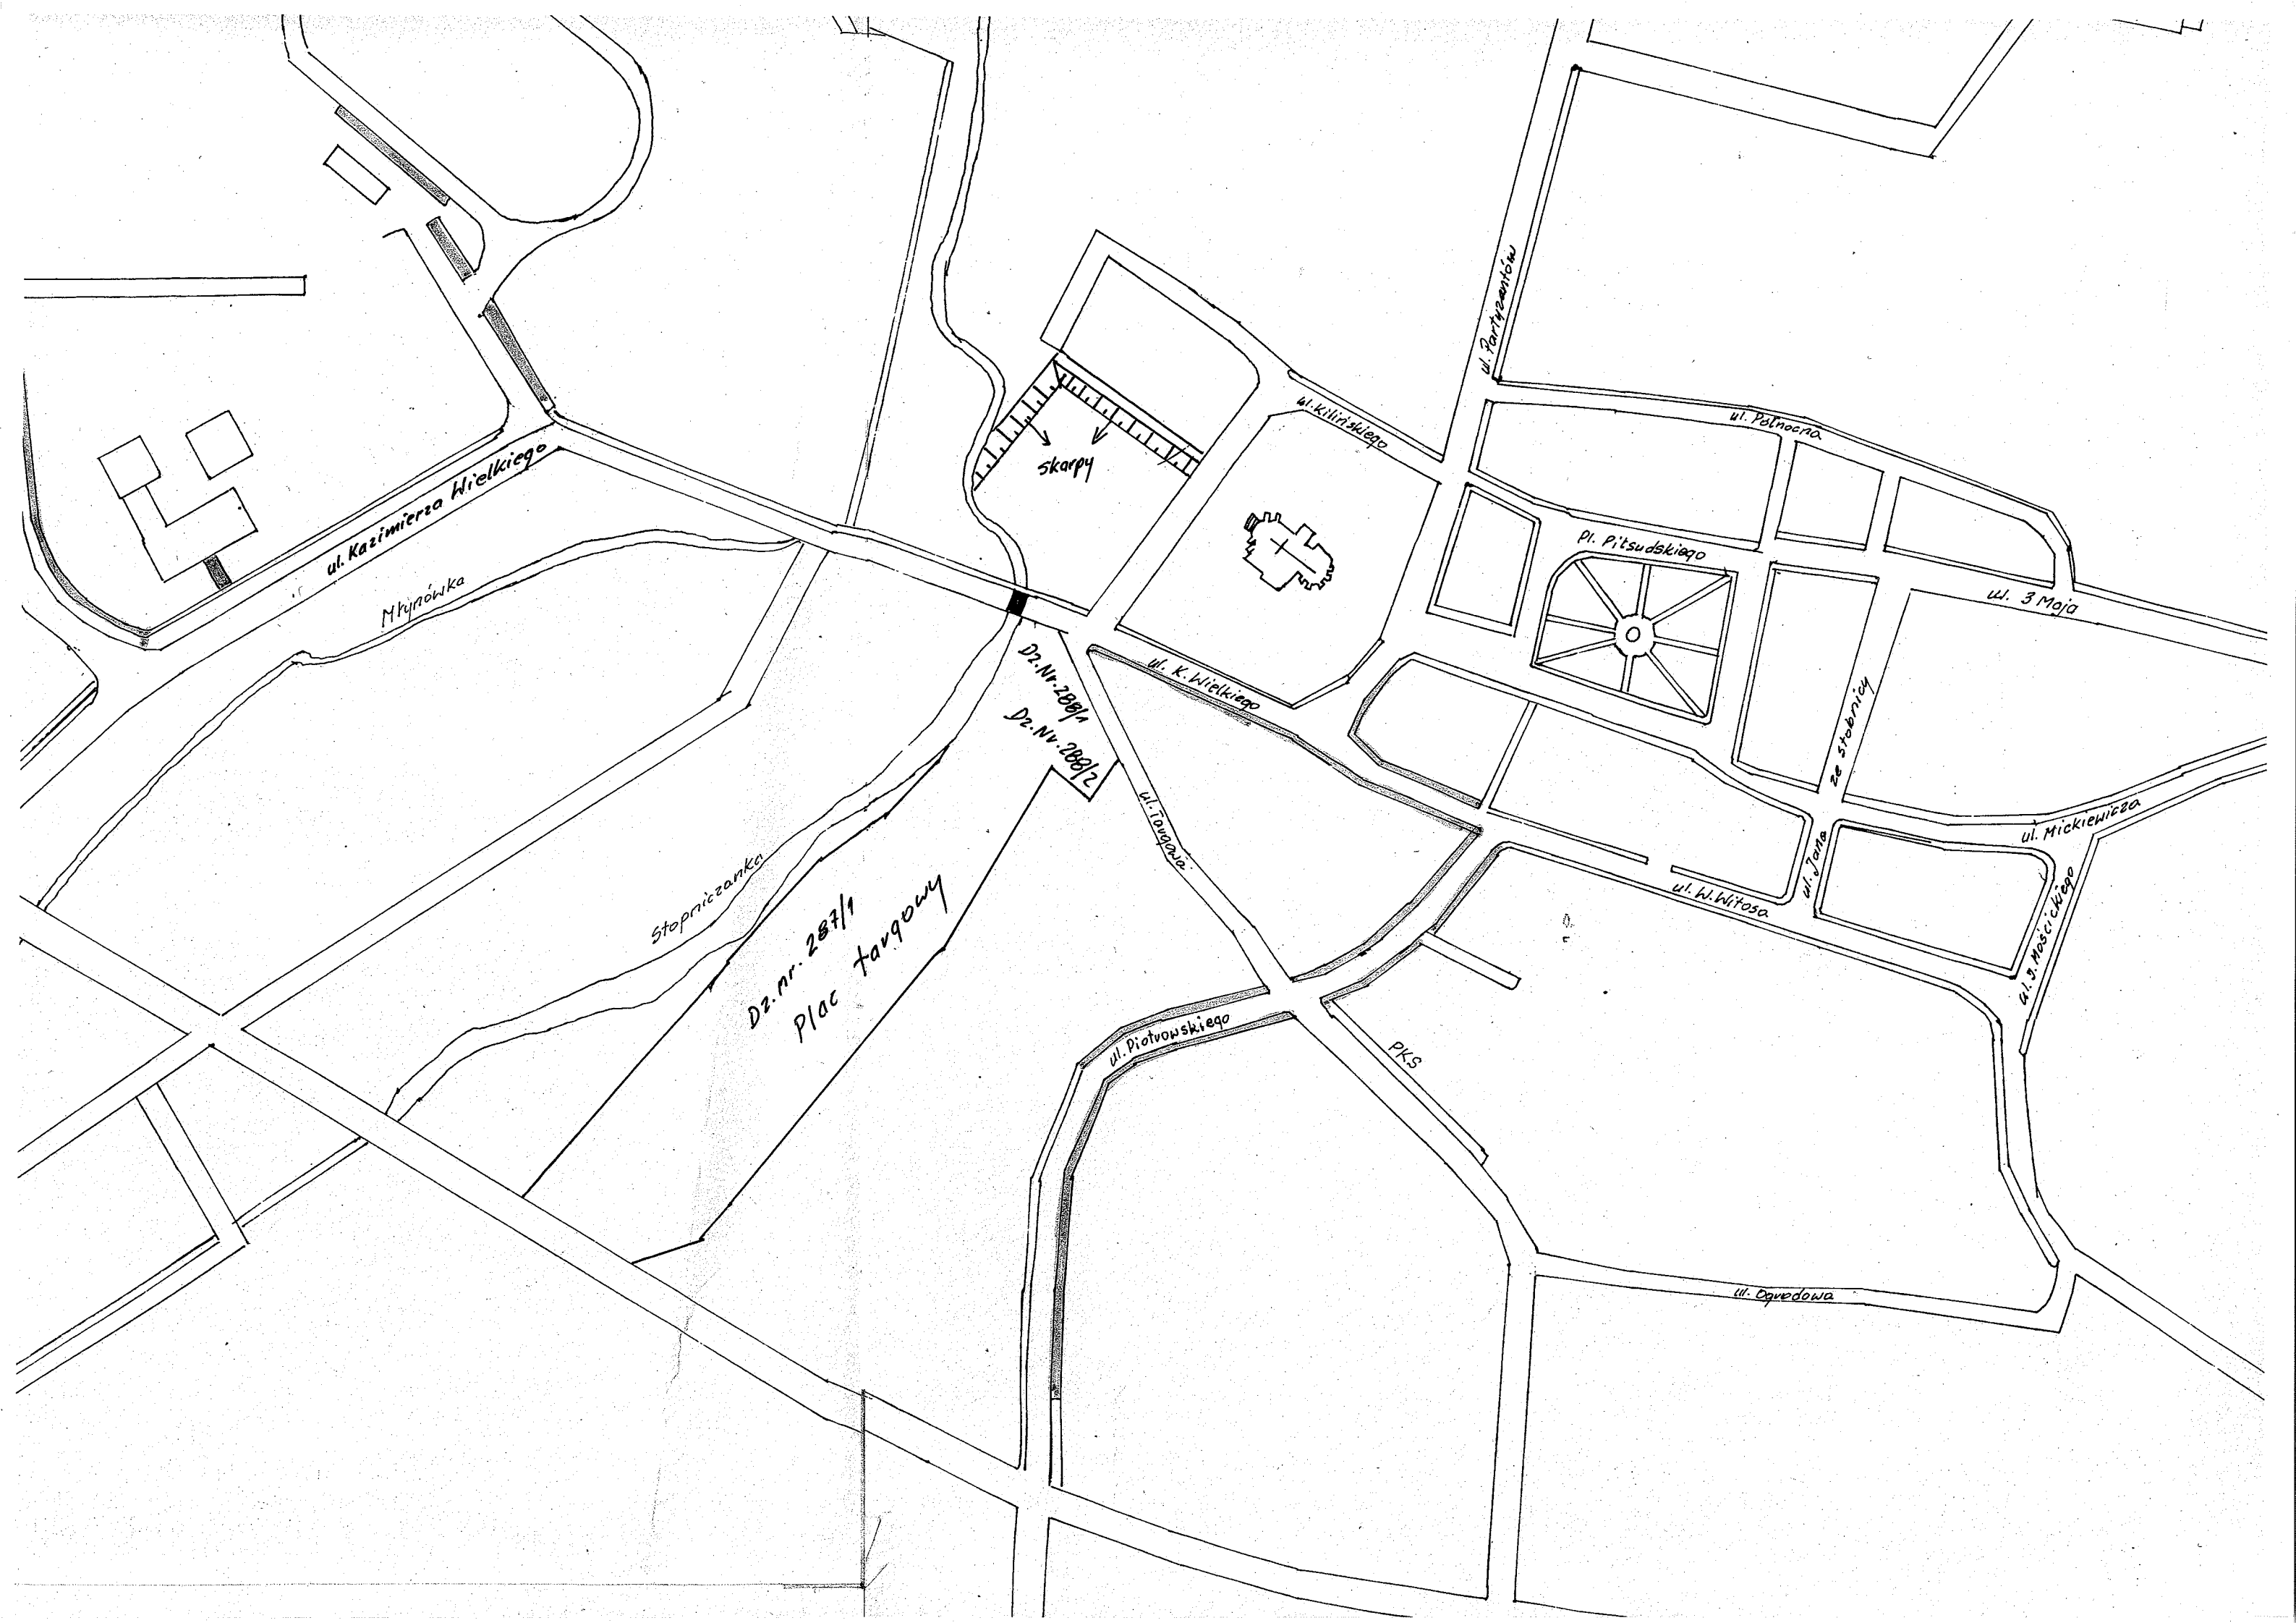 ul. Partyzantów
ul. Kilińskiego
ul. Północna
skarpy
ul. Kazimierza Wielkiego
Pl. Piłsudskiego
Młynówka
ul. 3 Moja
Dz.Nr.288/1
ul. K. Wielkiego
Dz.Nr.288/2
ze Stobnicy
ul. Targowa
ul. Mickiewicza
ul. Jana
Stopniczanka
ul. W. Witosa
Dz. nr. 287/1
Plac targowy
ul. J. Mościckiego
ul. Piotrowskiego
PKS
ul. Ogrodowa